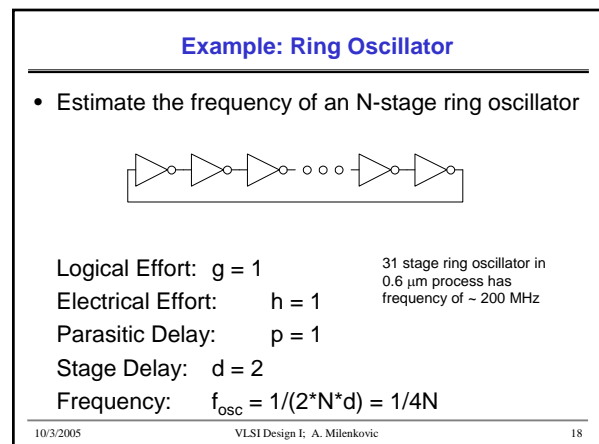 Example: Ring Oscillator
• Estimate the frequency of an N-stage ring oscillator
Logical Effort: g = 1
Electrical Effort: h = 1
Parasitic Delay: p = 1
Stage Delay: d = 2
Frequency: fosc = 1/(2*N*d) = 1/4N
31 stage ring oscillator in
0.6 μm process has
frequency of ~ 200 MHz
10/3/2005 VLSI Design I; A. Milenkovic 18